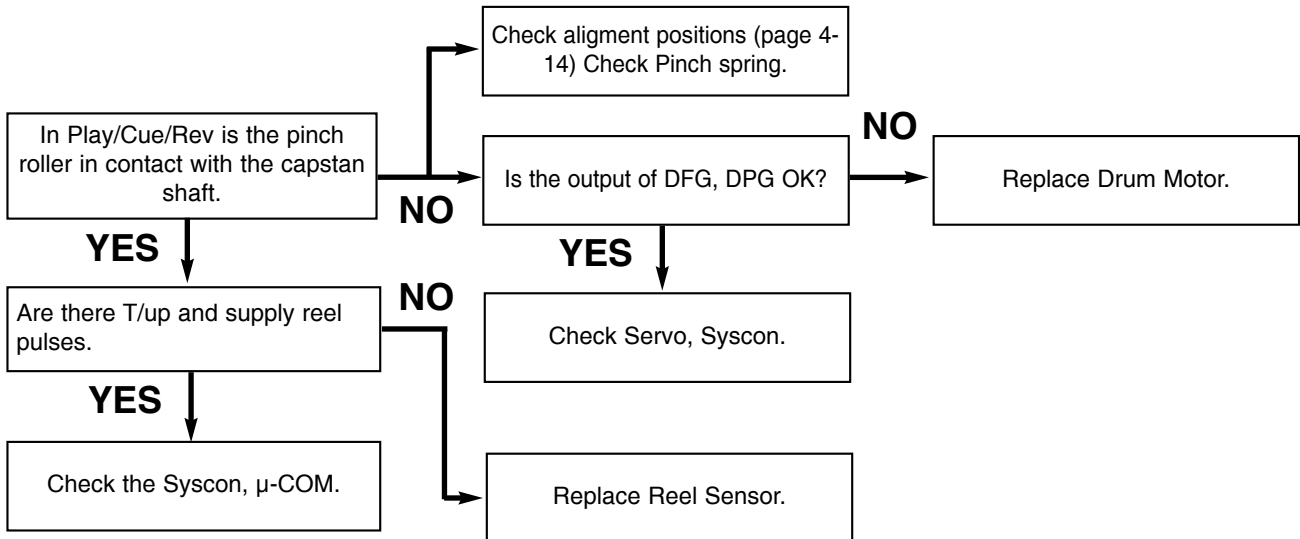 Check aligment positions (page 4-
14) Check Pinch spring.
In Play/Cue/Rev is the pinch
roller in contact with the capstan
shaft.
NO
Is the output of DFG, DPG OK?
NO
Replace Drum Motor.
YES
YES
Are there T/up and supply reel
pulses.
NO
Check Servo, Syscon.
YES
Check the Syscon, µ-COM.
Replace Reel Sensor.